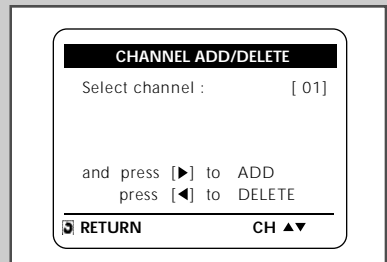 CHANNEL ADD/DELETE
Select channel : [ 01]
and press [▶] to ADD
press [◀] to DELETE
RETURN CH ▲▼